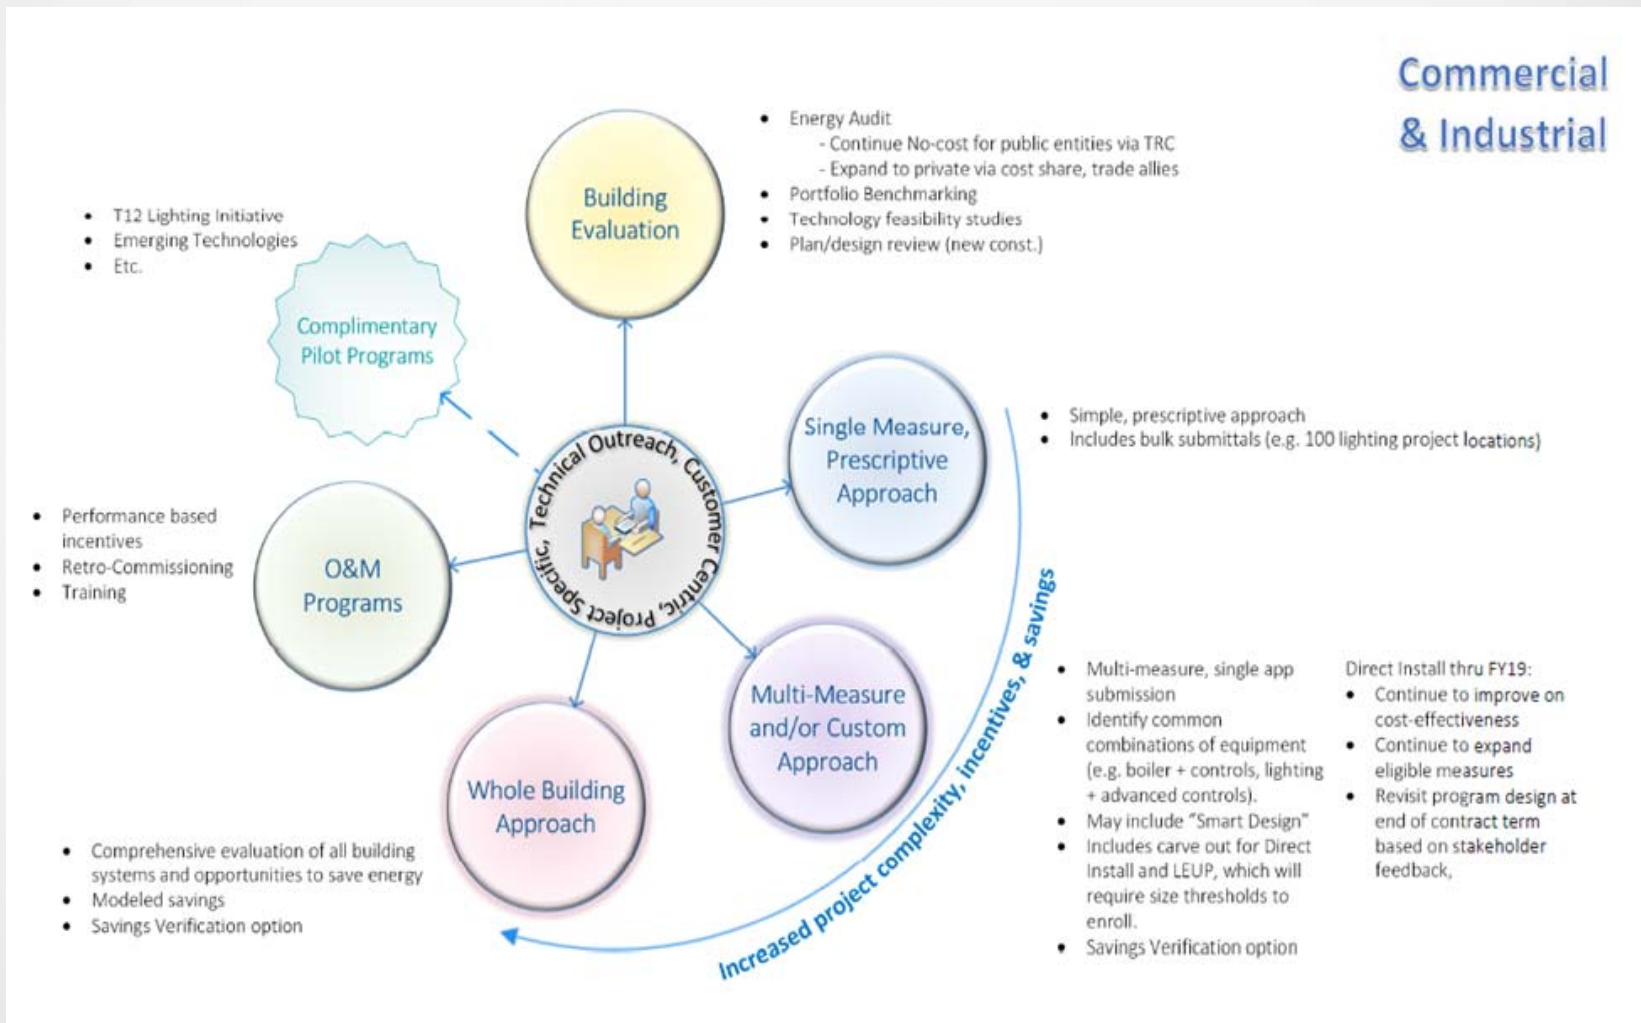 Commercial
& Industrial
Building
Evaluation
• Energy Audit
- Continue No-cost for public entities via TRC
- Expand to private via cost share, trade allies
• Portfolio Benchmarking
• Technology feasibility studies
• Plan/design review (new const.)
• T12 Lighting Initiative
• Emerging Technologies
• Etc.
Complimentary
Pilot Programs
Single Measure,
Prescriptive
Approach
• Simple, prescriptive approach
• Includes bulk submittals (e.g. 100 lighting project locations)
Technical Outreach, Customer Centric, Project Specific,
• Performance based
incentives
• Retro-Commissioning
• Training
O&M
Programs
Multi-Measure
and/or Custom
Approach
• Multi-measure, single app
submission
• Identify common
combinations of equipment
(e.g. boiler + controls, lighting
+ advanced controls).
• May include “Smart Design”
• Includes carve out for Direct
Install and LEUP, which will
require size thresholds to
enroll.
• Savings Verification option
Direct Install thru FY19:
• Continue to improve on
cost-effectiveness
• Continue to expand
eligible measures
• Revisit program design at
end of contract term
based on stakeholder
feedback,
Whole Building
Approach
• Comprehensive evaluation of all building
systems and opportunities to save energy
• Modeled savings
• Savings Verification option
Increased project complexity, incentives, & savings